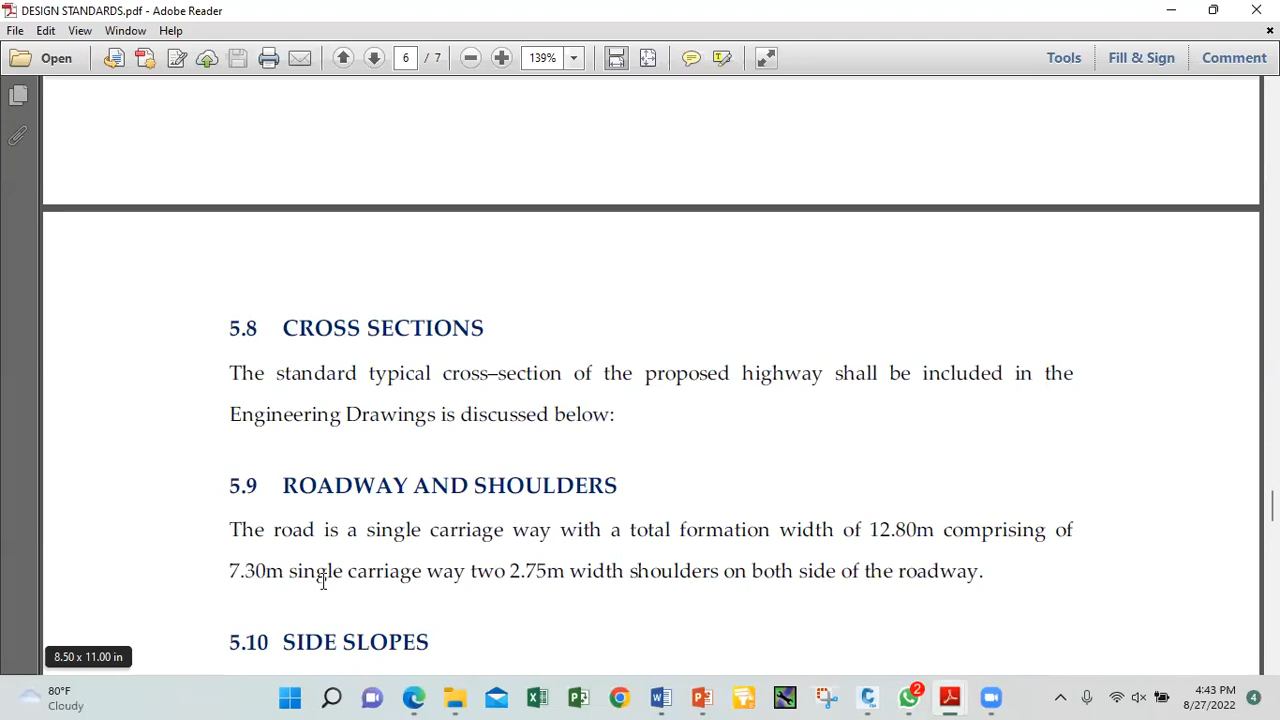 DESIGN STANDARDS.pdf - Adobe Reader
File Edit View Window Help
Open 6 / 7 139% Tools Fill & Sign Comment
5.8 CROSS SECTIONS
The standard typical cross–section of the proposed highway shall be included in the
Engineering Drawings is discussed below:
5.9 ROADWAY AND SHOULDERS
The road is a single carriage way with a total formation width of 12.80m comprising of
7.30m single carriage way two 2.75m width shoulders on both side of the roadway.
5.10 SIDE SLOPES
8.50 x 11.00 in
80°F
Cloudy
2
4:43 PM
8/27/2022
4